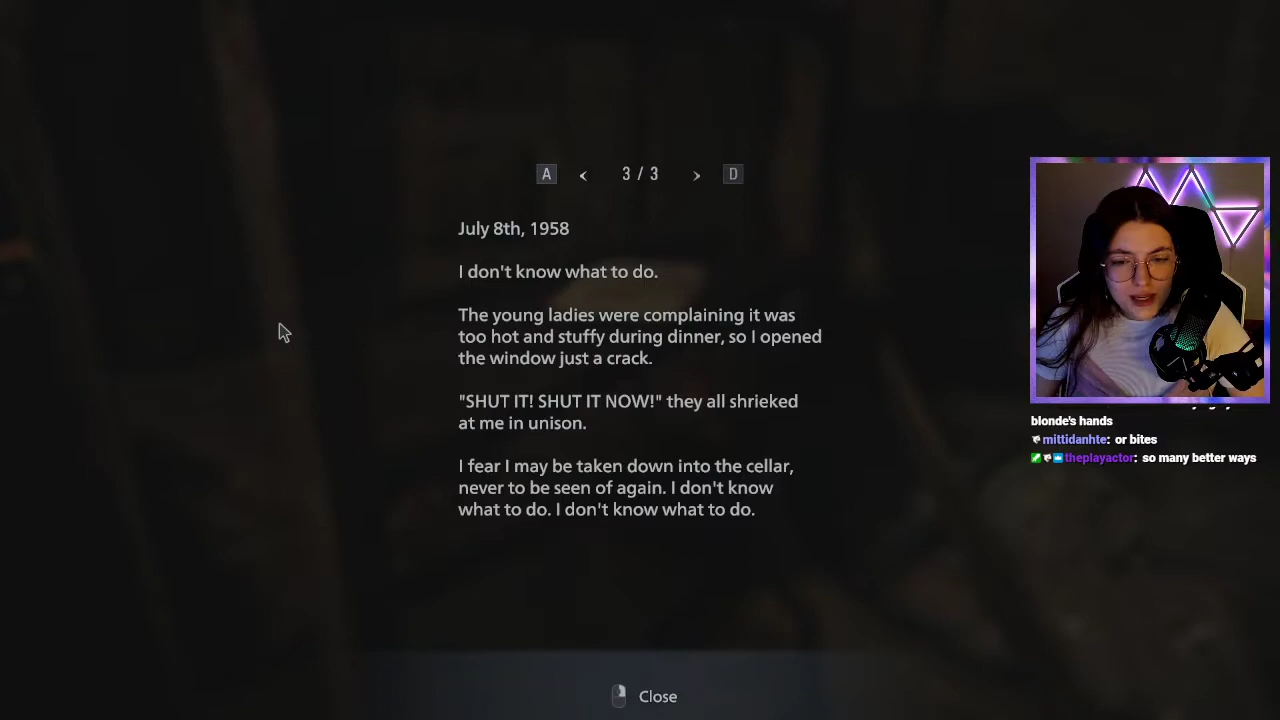 A < 3 / 3 > D
July 8th, 1958
I don't know what to do.
The young ladies were complaining it was
too hot and stuffy during dinner, so I opened
the window just a crack.
"SHUT IT! SHUT IT NOW!" they all shrieked
at me in unison.
I fear I may be taken down into the cellar,
never to be seen of again. I don't know
what to do. I don't know what to do.
Close
blonde's hands
mittidanhte: or bites
theplayactor: so many better ways